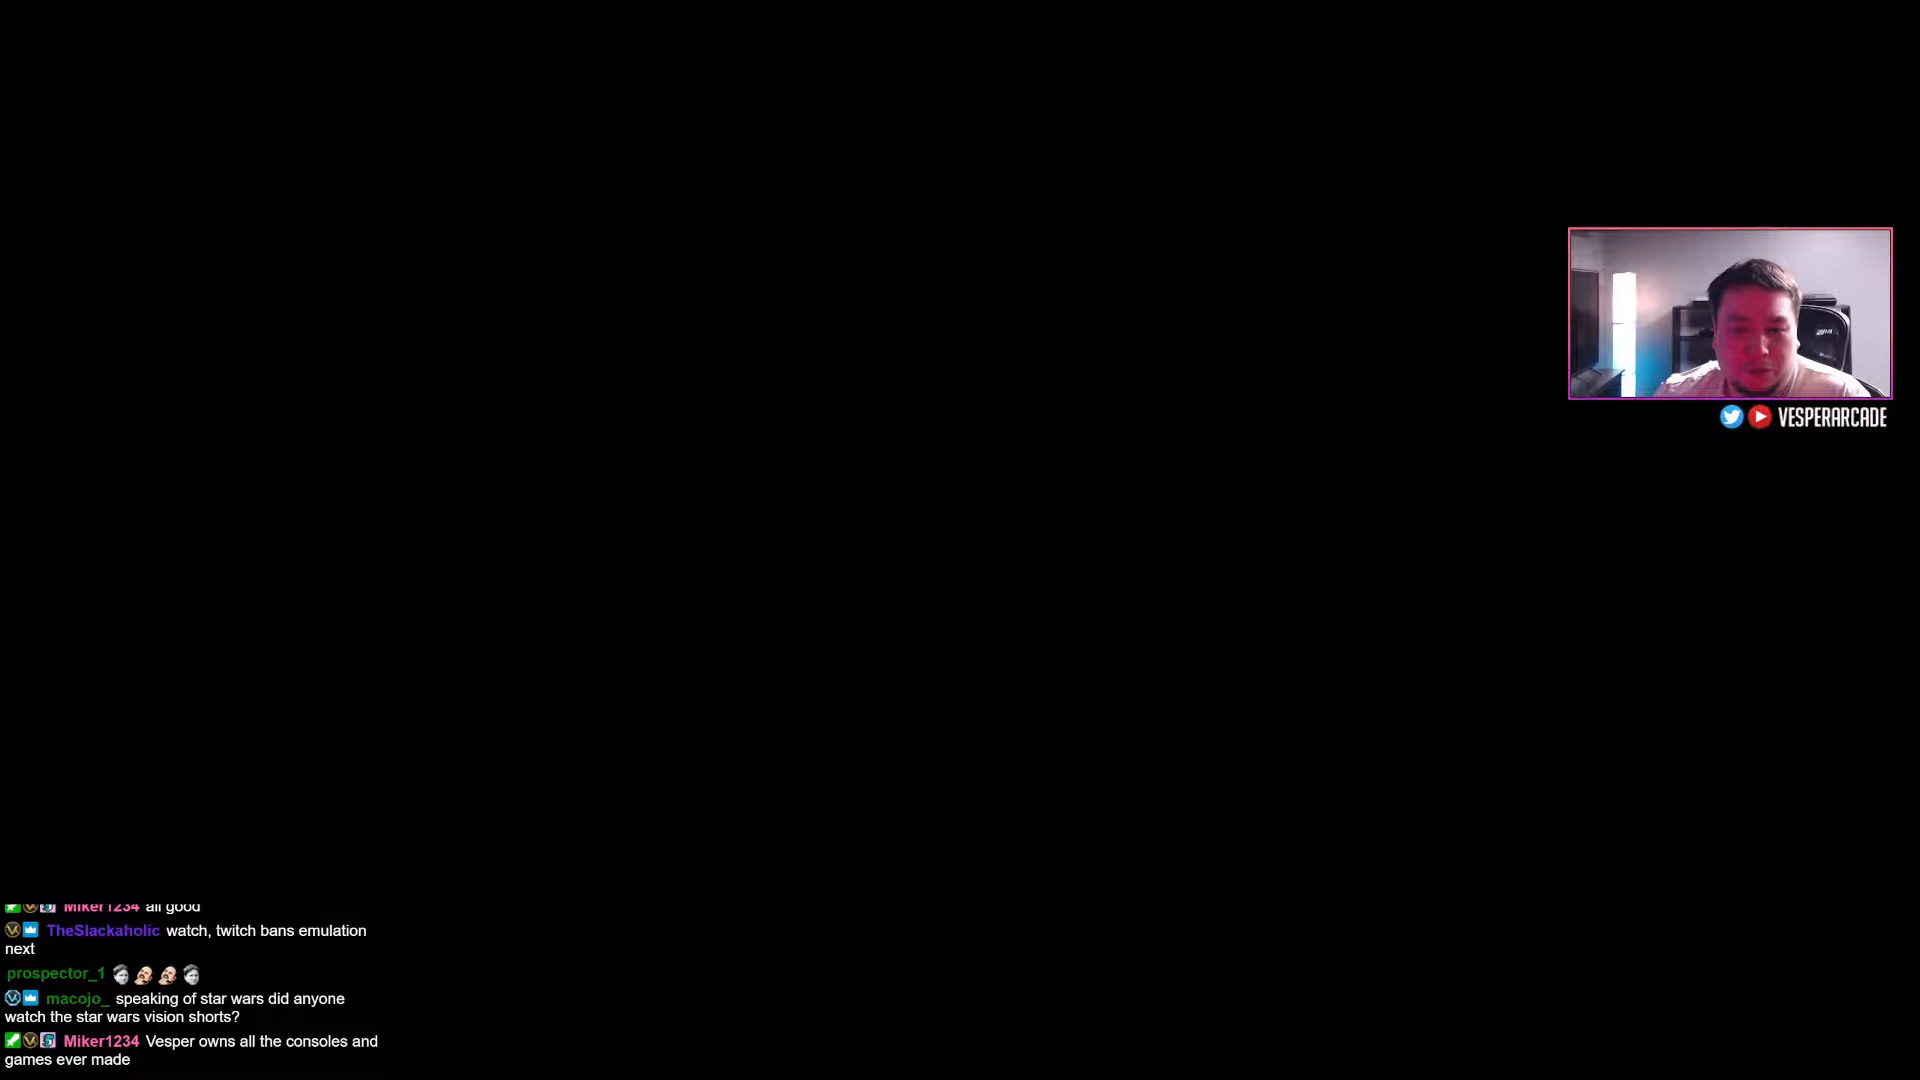 VESPERARCADE
Miker1234 all good
TheSlackaholic watch, twitch bans emulation
next
prospector_1
macojo_ speaking of star wars did anyone
watch the star wars vision shorts?
Miker1234 Vesper owns all the consoles and
games ever made